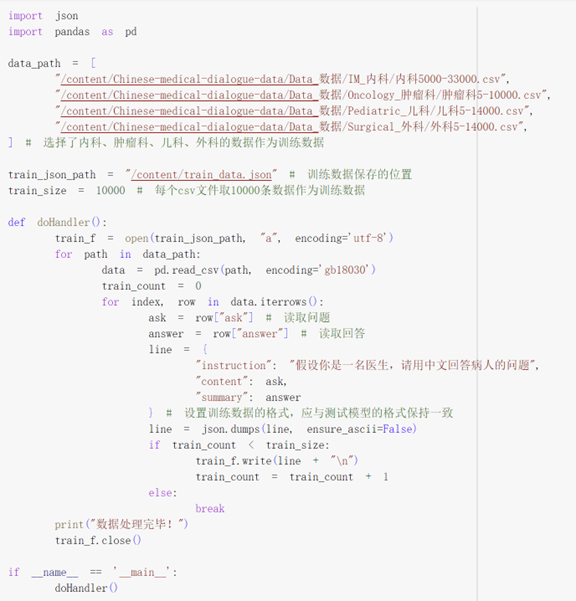 import json
import pandas as pd
data_path = [
"/content/Chinese-medical-dialogue-data/Data_数据/IM_内科/内科5000-33000.csv",
"/content/Chinese-medical-dialogue-data/Data_数据/Oncology_肿瘤科/肿瘤科5-10000.csv",
"/content/Chinese-medical-dialogue-data/Data_数据/Pediatric_儿科/儿科5-14000.csv",
"/content/Chinese-medical-dialogue-data/Data_数据/Surgical_外科/外科5-14000.csv",
] # 选择了内科、肿瘤科、儿科、外科的数据作为训练数据
train_json_path = "/content/train_data.json" # 训练数据保存的位置
train_size = 10000 # 每个csv文件取10000条数据作为训练数据
def doHandler():
train_f = open(train_json_path, "a", encoding='utf-8')
for path in data_path:
data = pd.read_csv(path, encoding='gb18030')
train_count = 0
for index, row in data.iterrows():
ask = row["ask"] # 读取问题
answer = row["answer"] # 读取回答
line = {
"instruction": "假设你是一名医生，请用中文回答病人的问题",
"content": ask,
"summary": answer
} # 设置训练数据的格式，应与测试模型的格式保持一致
line = json.dumps(line, ensure_ascii=False)
if train_count < train_size:
train_f.write(line + "\n")
train_count = train_count + 1
else:
break
print("数据处理完毕！")
train_f.close()
if __name__ == '__main__':
doHandler()